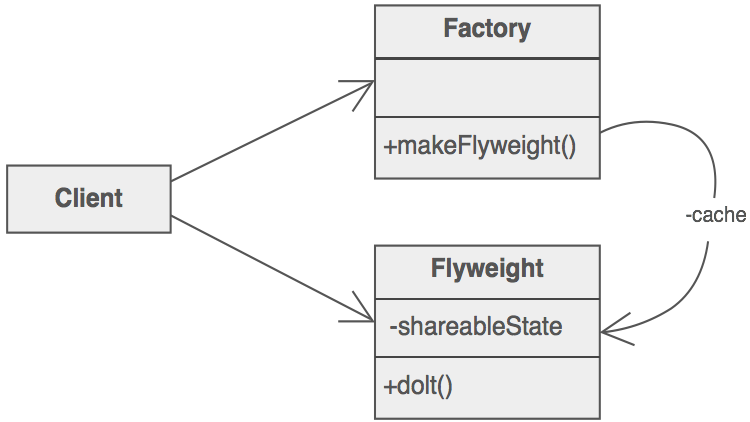 Factory
+makeFlyweight()
Client
-cache
Flyweight
-shareableState
+doIt()